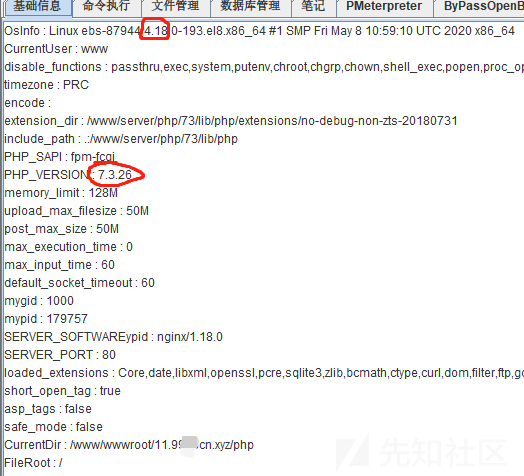 基础信息 命令执行 文件管理 数据库管理 笔记 PMeterpreter ByPassOpenB
OsInfo : Linux ebs-87944 4.18.0-193.el8.x86_64 #1 SMP Fri May 8 10:59:10 UTC 2020 x86_64
CurrentUser : www
disable_functions : passthru,exec,system,putenv,chroot,chgrp,chown,shell_exec,popen,proc_op
timezone : PRC
encode :
extension_dir : /www/server/php/73/lib/php/extensions/no-debug-non-zts-20180731
include_path : .:/www/server/php/73/lib/php
PHP_SAPI : fpm-fcgi
PHP_VERSION : 7.3.26
memory_limit : 128M
upload_max_filesize : 50M
post_max_size : 50M
max_execution_time : 0
max_input_time : 60
default_socket_timeout : 60
mygid : 1000
mypid : 179757
SERVER_SOFTWAREypid : nginx/1.18.0
SERVER_PORT : 80
loaded_extensions : Core,date,libxml,openssl,pcre,sqlite3,zlib,bcmath,ctype,curl,dom,filter,ftp,gd
short_open_tag : true
asp_tags : false
safe_mode : false
CurrentDir : /www/wwwroot/11.99 cn.xyz/php
FileRoot : /
先知社区